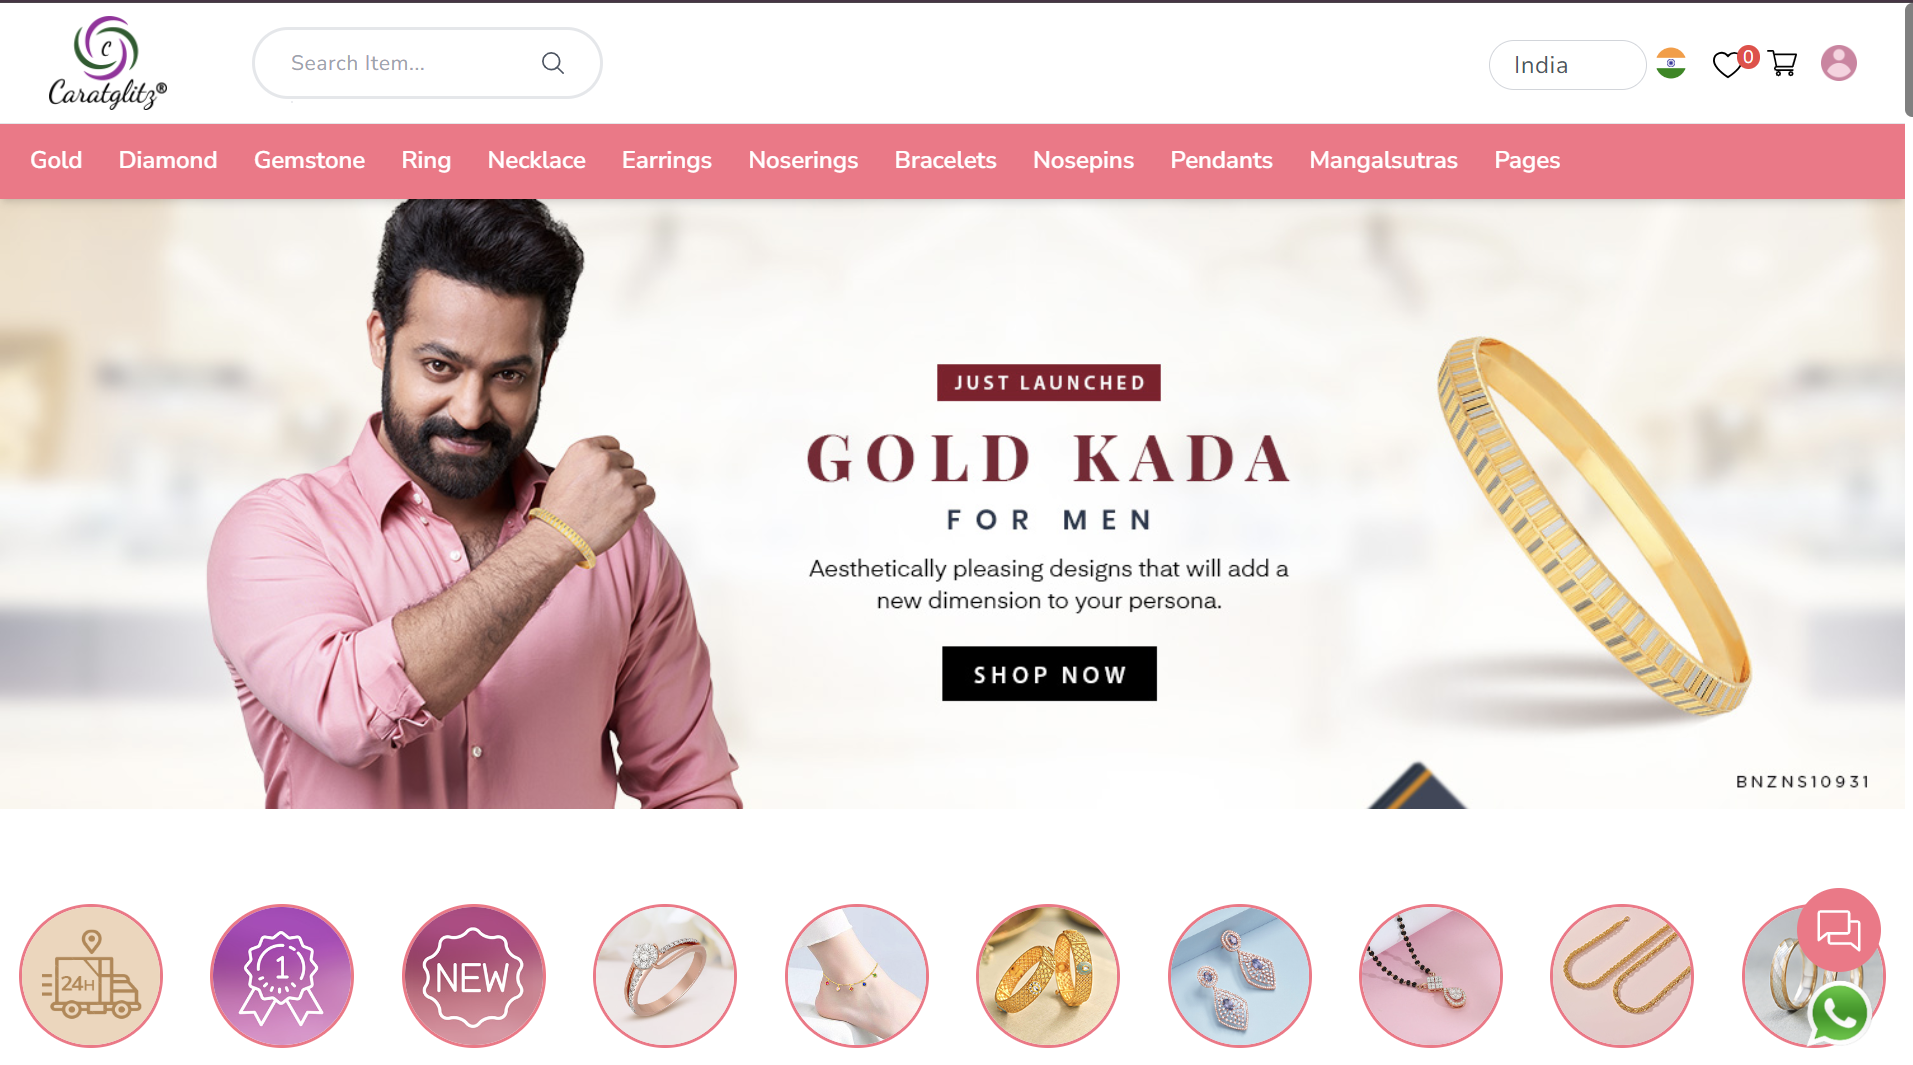 C
Caratglitz®
Search Item...
India
0
Gold Diamond Gemstone Ring Necklace Earrings Noserings Bracelets Nosepins Pendants Mangalsutras Pages
JUST LAUNCHED
GOLD KADA
FOR MEN
Aesthetically pleasing designs that will add a
new dimension to your persona.
SHOP NOW
BNZNS10931
24H
1
NEW